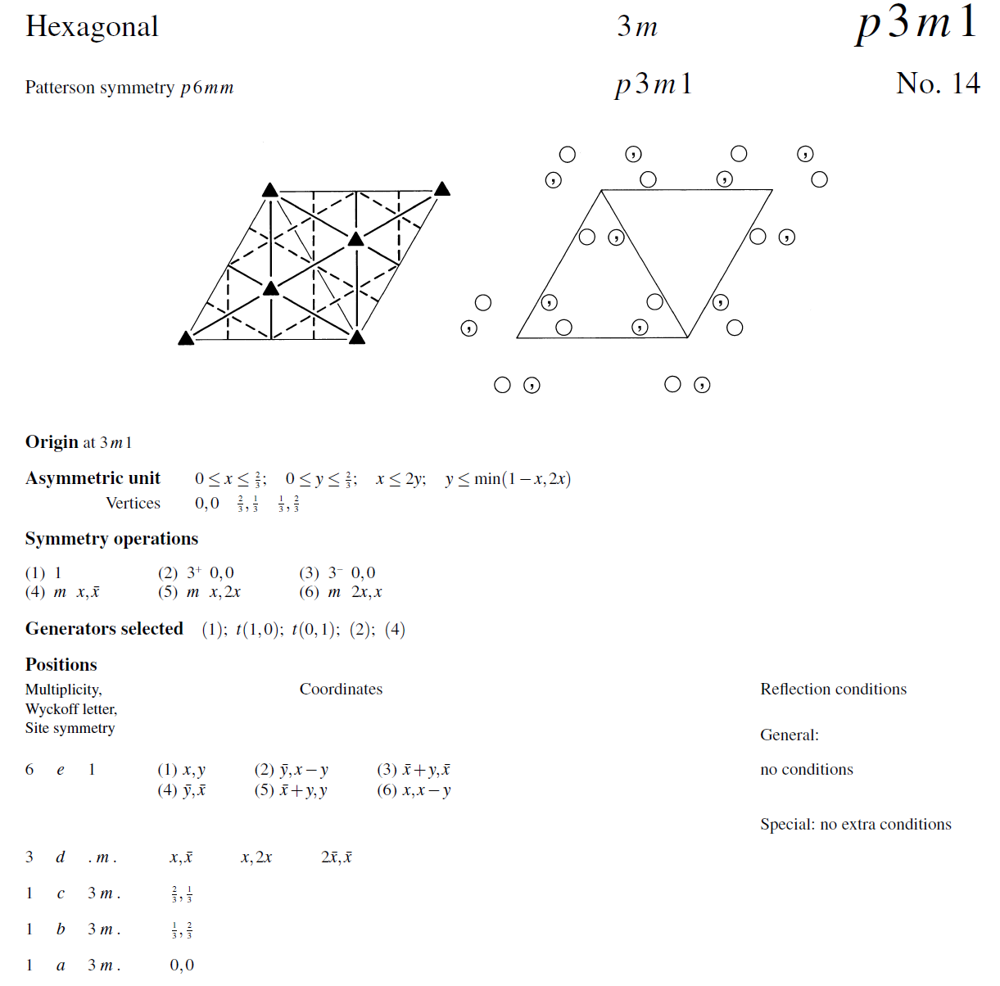 Hexagonal 3m p3m1
Patterson symmetry p6mm p3m1 No. 14
Origin at 3m1
Asymmetric unit 0 ≤ x ≤ 2/3; 0 ≤ y ≤ 2/3; x ≤ 2y; y ≤ min(1 − x, 2x)
Vertices 0,0 2/3,1/3 1/3,2/3
Symmetry operations
(1) 1 (2) 3⁺ 0,0 (3) 3⁻ 0,0
(4) m x,x̄ (5) m x,2x (6) m 2x,x
Generators selected (1); t(1,0); t(0,1); (2); (4)
Positions
Multiplicity, Coordinates Reflection conditions
Wyckoff letter,
Site symmetry
General:
6 e 1 (1) x,y (2) ȳ,x − y (3) x̄ + y,x̄ no conditions
(4) ȳ,x̄ (5) x̄ + y,y (6) x,x − y
Special: no extra conditions
3 d .m. x,x̄ x,2x 2x̄,x̄
1 c 3m. 2/3,1/3
1 b 3m. 1/3,2/3
1 a 3m. 0,0